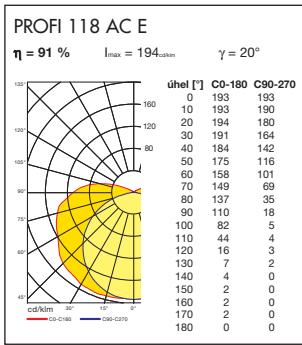 PROFI 118 AC E
η = 91 % Imax = 194cd/klm γ = 20°
135°
120°
105°
90°
75°
60°
45°
30°
15°
0°
160
120
80
cd/klm
C0-C180 C90-C270
úhel [°] C0-180 C90-270
0 193 193
10 193 190
20 194 180
30 191 164
40 184 142
50 175 116
60 158 101
70 149 69
80 137 35
90 110 18
100 82 5
110 44 4
120 16 3
130 7 2
140 4 0
150 2 0
160 2 0
170 2 0
180 0 0